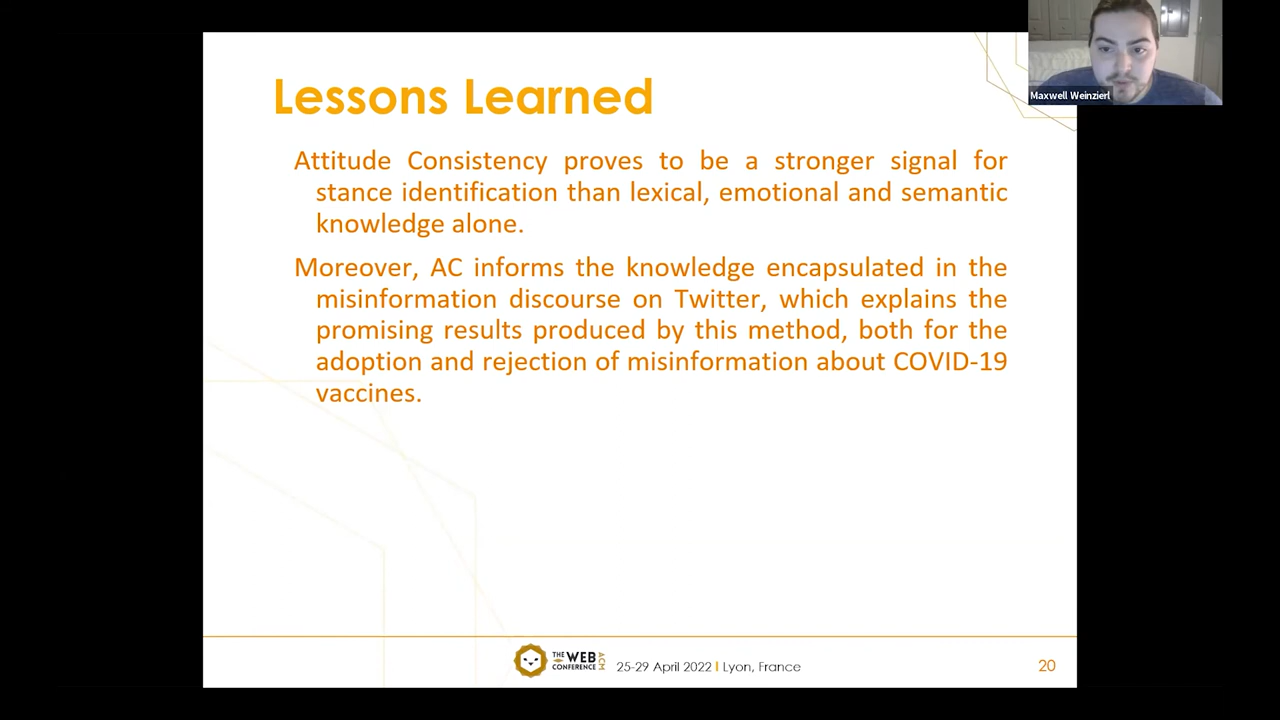 Maxwell Weinzierl
Lessons Learned
Attitude Consistency proves to be a stronger signal for
stance identification than lexical, emotional and semantic
knowledge alone.
Moreover, AC informs the knowledge encapsulated in the
misinformation discourse on Twitter, which explains the
promising results produced by this method, both for the
adoption and rejection of misinformation about COVID-19
vaccines.
THE WEB CONFERENCE ACM
25-29 April 2022 I Lyon, France
20